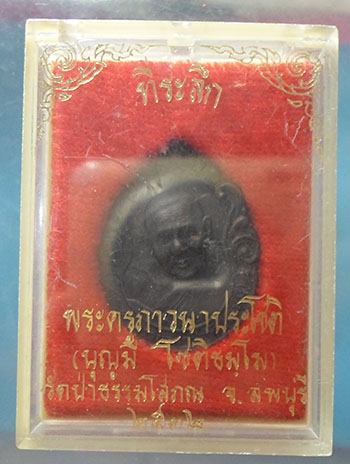 ที่ระลึก
พระครูภาวนาประโชติ
(บุญมี โชติธมฺโม)
วัดป่าธรรมโสภณ จ.ลพบุรี